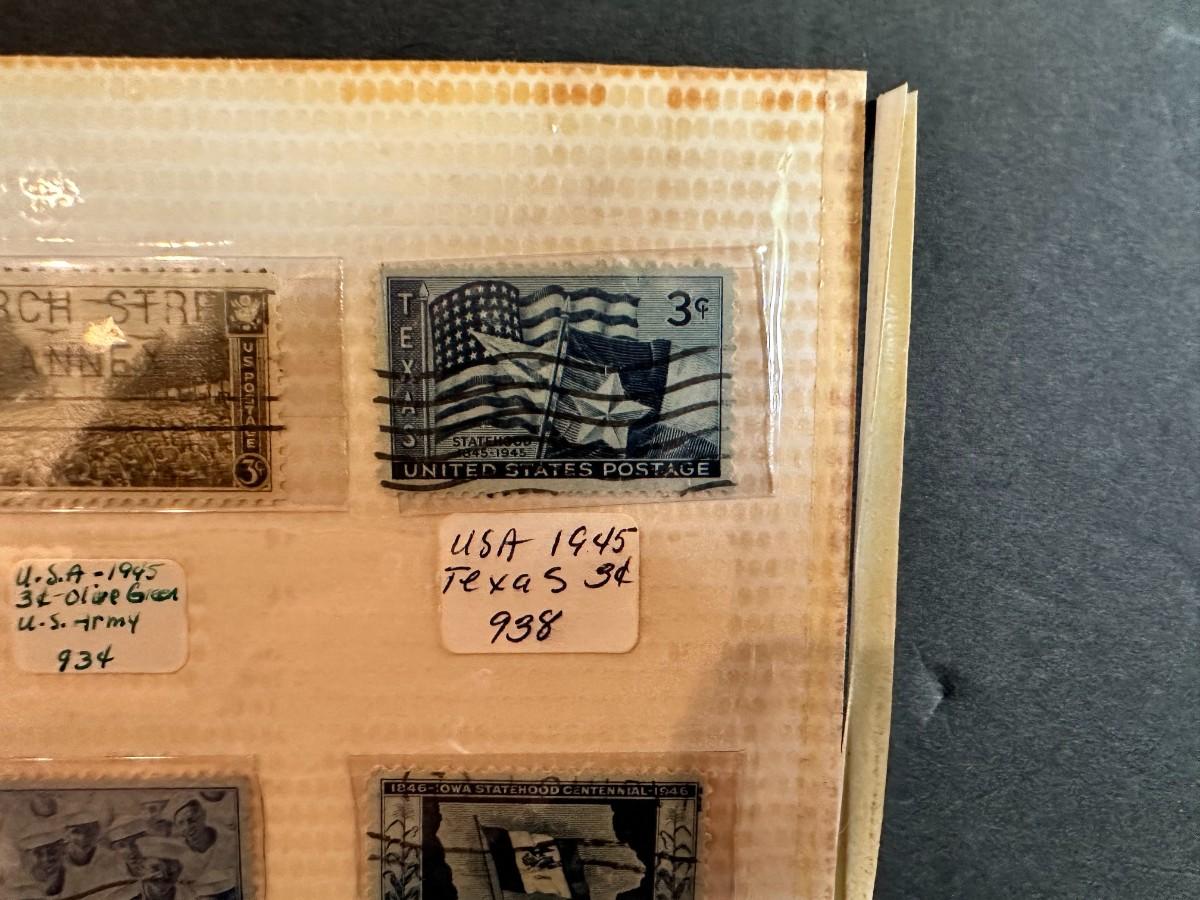 RCH STRE
ANNEX
US POSTAGE
3¢
TEXAS
3¢
STATEHOOD
1845-1945
UNITED STATES POSTAGE
U.S.A - 1945
3¢ Olive Green
U.S. Army
934
USA 1945
Texas 3¢
938
1846-IOWA STATEHOOD CENTENNIAL-1946